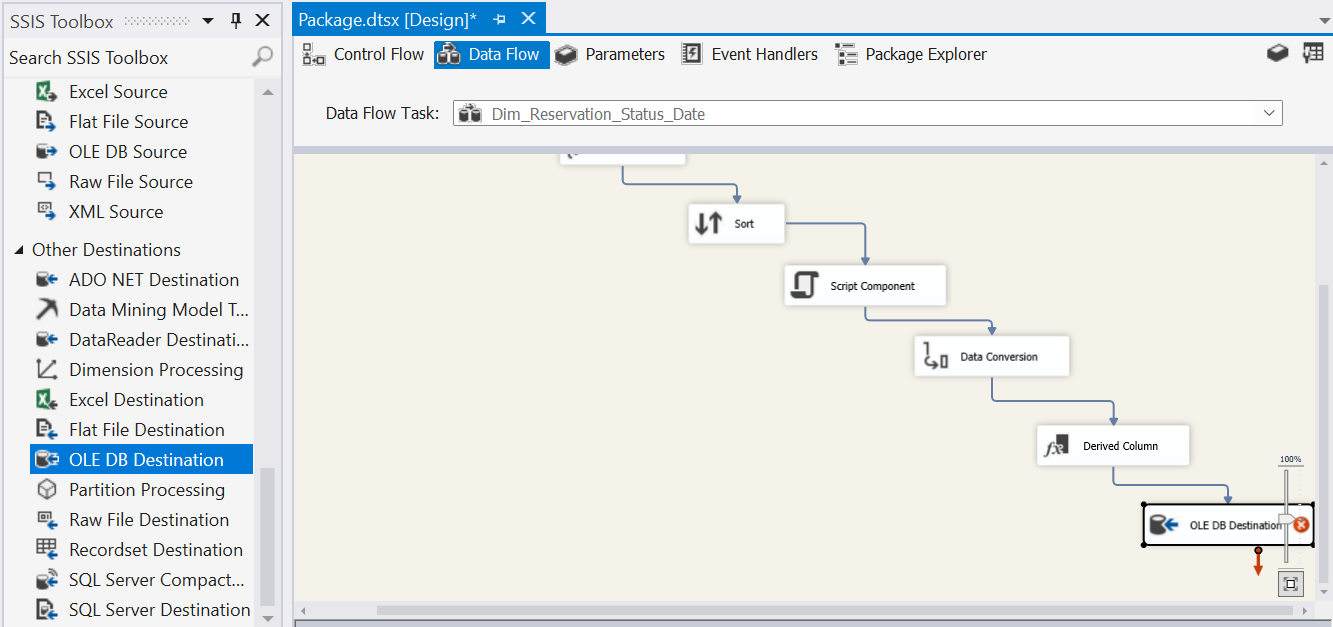 SSIS Toolbox
Search SSIS Toolbox
Excel Source
Flat File Source
OLE DB Source
Raw File Source
XML Source
Other Destinations
ADO NET Destination
Data Mining Model T...
DataReader Destinati...
Dimension Processing
Excel Destination
Flat File Destination
OLE DB Destination
Partition Processing
Raw File Destination
Recordset Destination
SQL Server Compact...
SQL Server Destination
Package.dtsx [Design]*
Control Flow Data Flow Parameters Event Handlers Package Explorer
Data Flow Task: Dim_Reservation_Status_Date
Sort
Script Component
Data Conversion
Derived Column
100%
OLE DB Destination